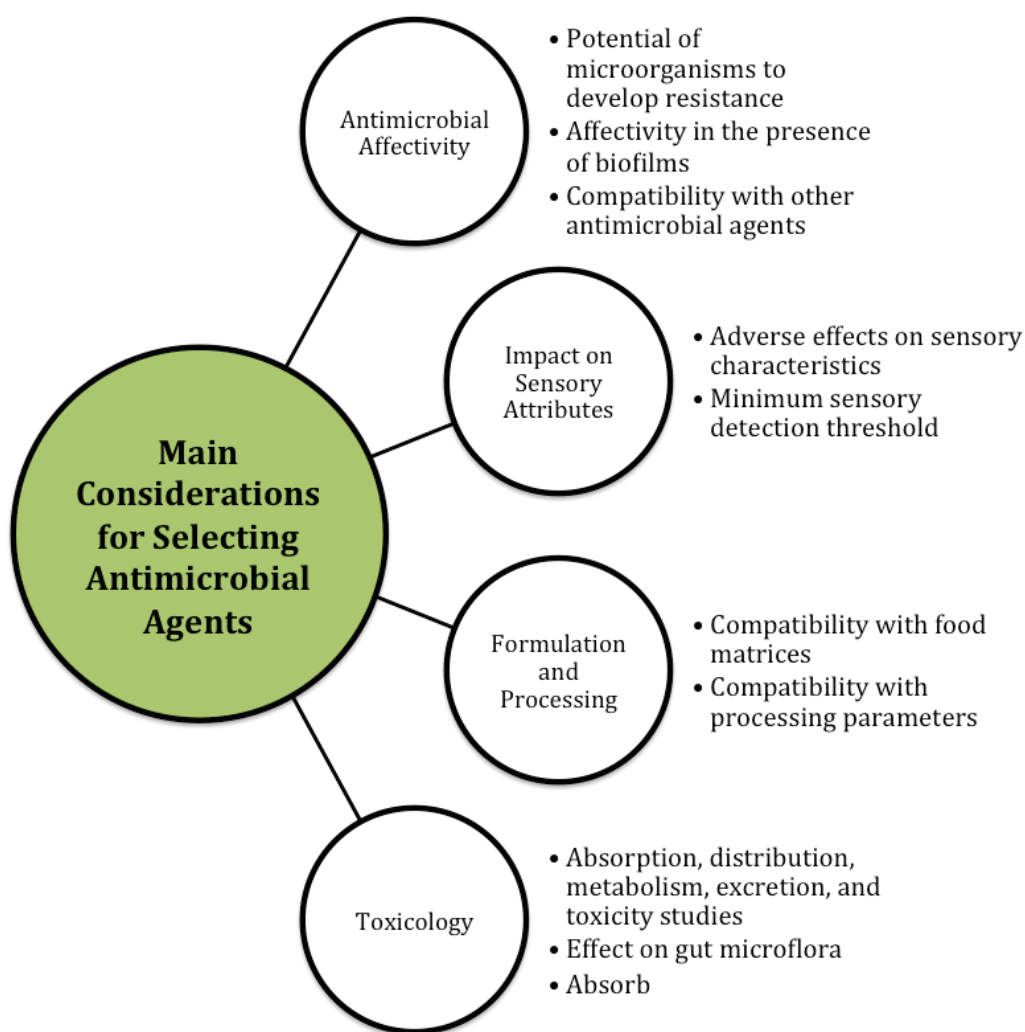 Main
Considerations
for Selecting
Antimicrobial
Agents
Antimicrobial
Affectivity
• Potential of
microorganisms to
develop resistance
• Affectivity in the presence
of biofilms
• Compatibility with other
antimicrobial agents
Impact on
Sensory
Attributes
• Adverse effects on sensory
characteristics
• Minimum sensory
detection threshold
Formulation
and
Processing
• Compatibility with food
matrices
• Compatibility with
processing parameters
Toxicology
• Absorption, distribution,
metabolism, excretion, and
toxicity studies
• Effect on gut microflora
• Absorb